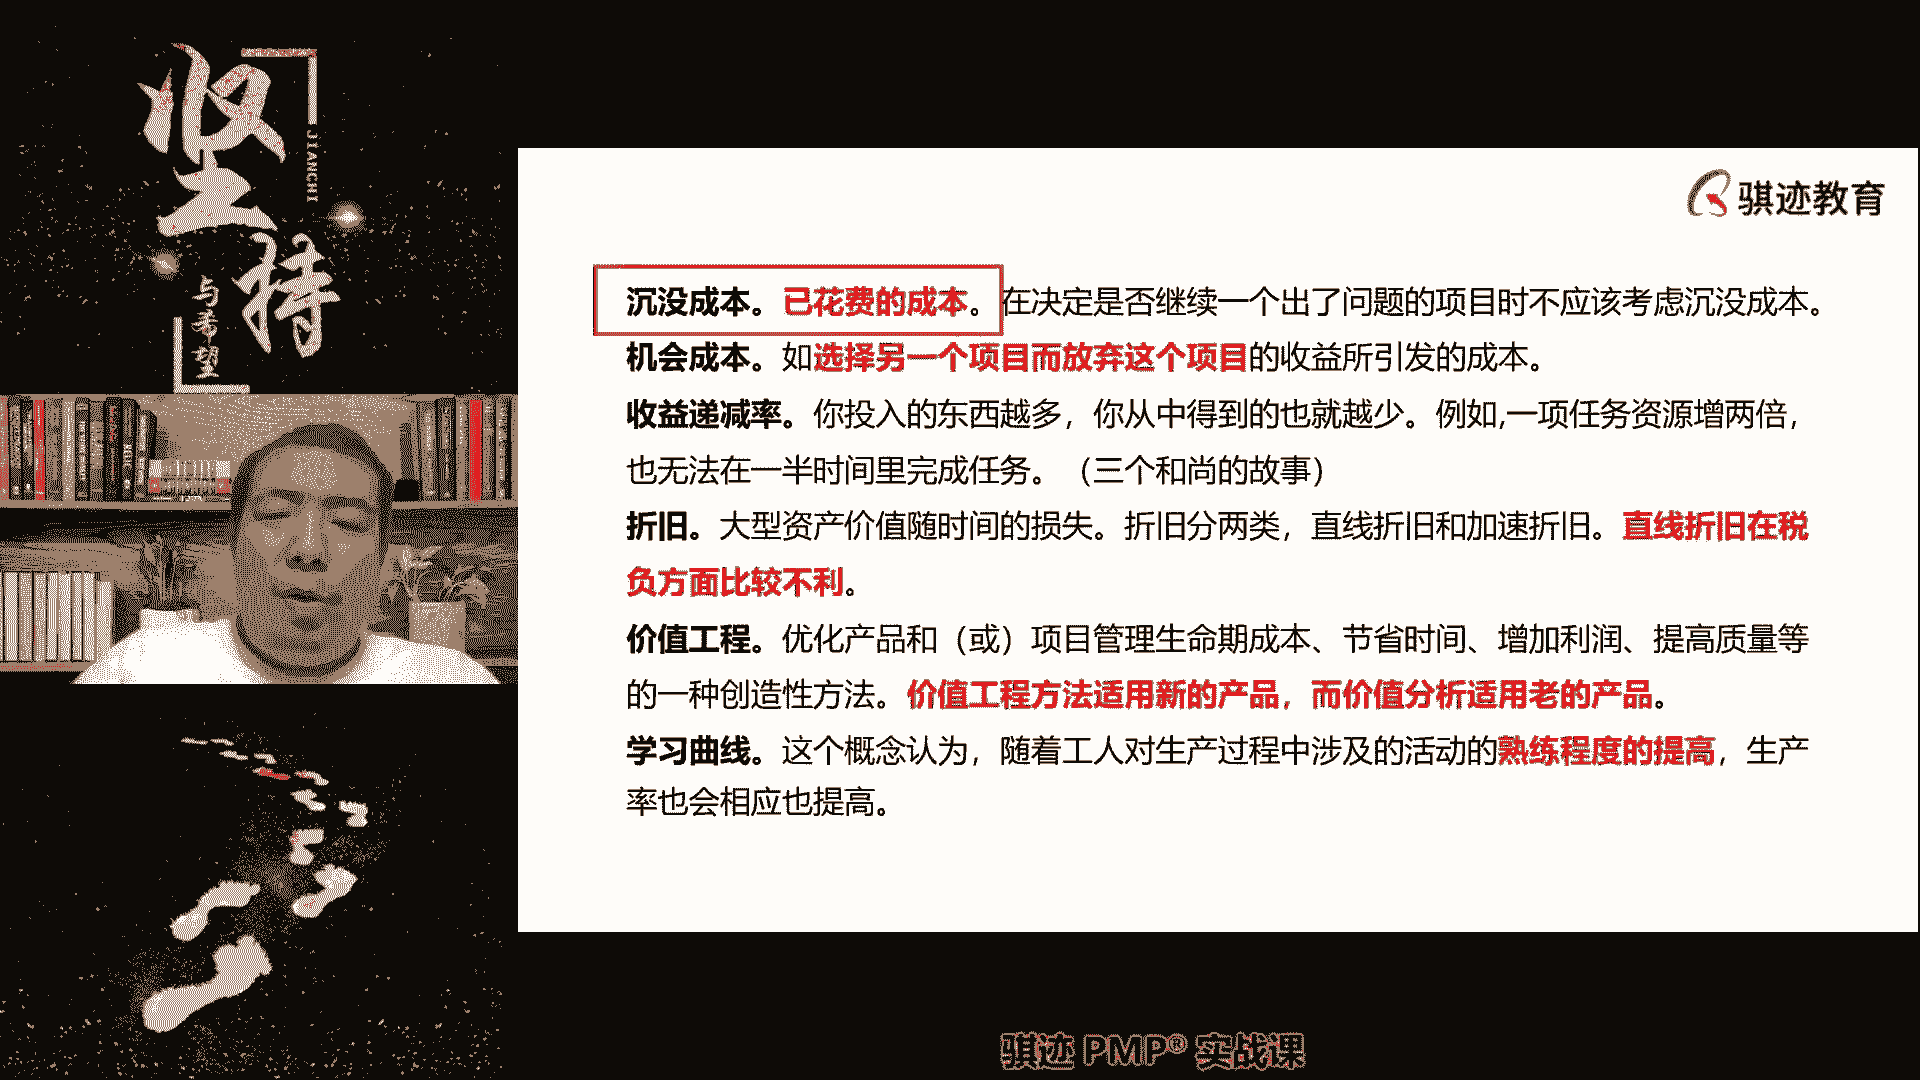 坚持
JIANCHI
与希望
骐迹教育
沉没成本。已花费的成本。在决定是否继续一个出了问题的项目时不应该考虑沉没成本。
机会成本。如选择另一个项目而放弃这个项目的收益所引发的成本。
收益递减率。你投入的东西越多，你从中得到的也就越少。例如,一项任务资源增两倍，
也无法在一半时间里完成任务。（三个和尚的故事）
折旧。大型资产价值随时间的损失。折旧分两类，直线折旧和加速折旧。直线折旧在税
负方面比较不利。
价值工程。优化产品和（或）项目管理生命期成本、节省时间、增加利润、提高质量等
的一种创造性方法。价值工程方法适用新的产品，而价值分析适用老的产品。
学习曲线。这个概念认为，随着工人对生产过程中涉及的活动的熟练程度的提高，生产
率也会相应也提高。
骐迹 PMP® 实战课